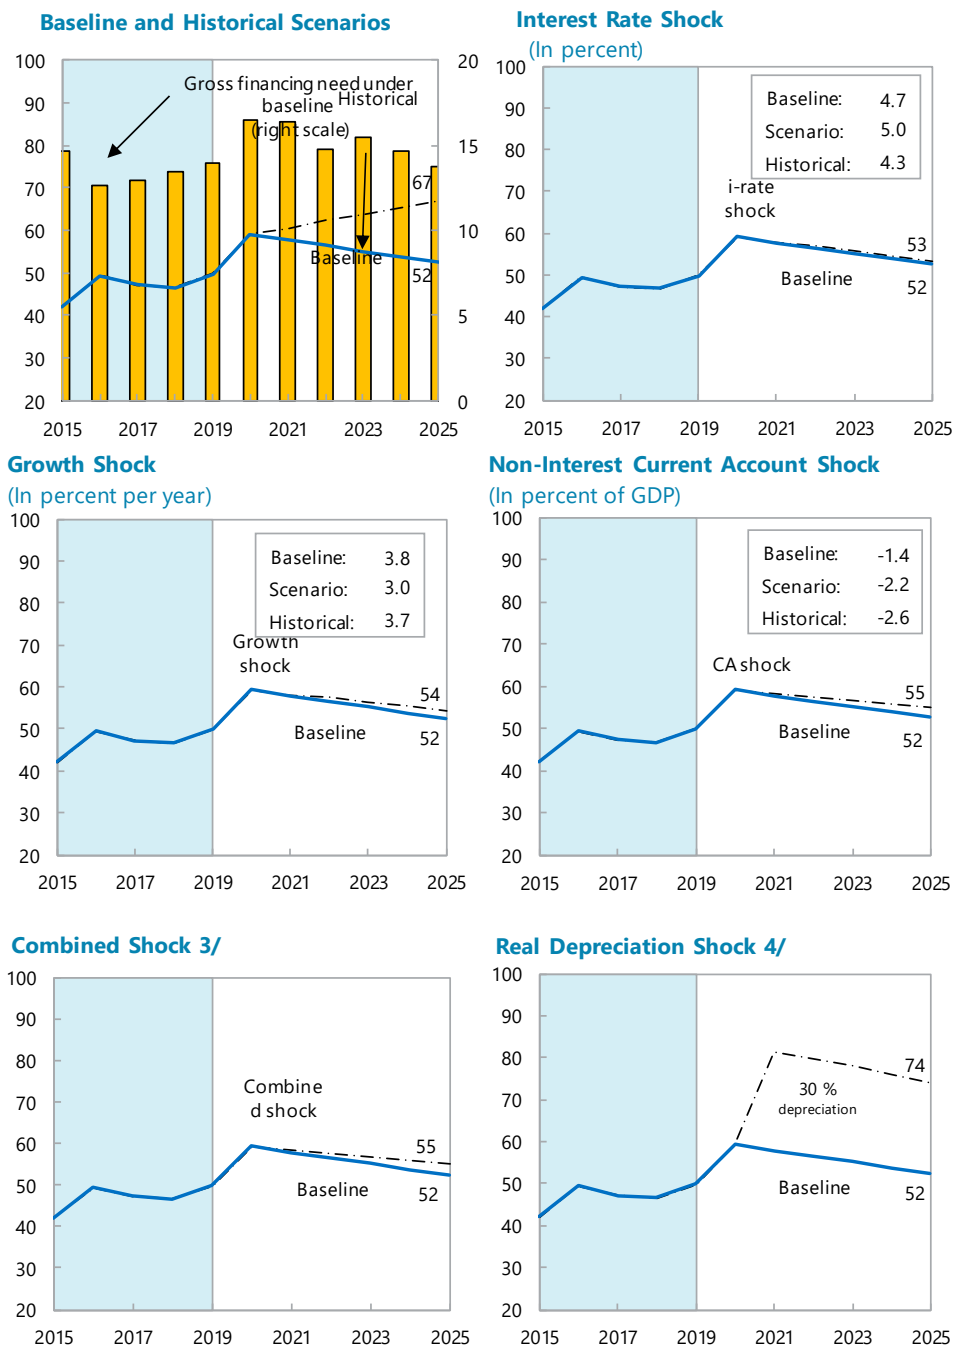 Baseline and Historical Scenarios
100
90
80
70
60
50
40
30
20
20
15
10
5
0
Gross financing need under
baseline
(right scale)
Historical
67
Baseline
52
2015 2017 2019 2021 2023 2025
Interest Rate Shock
(In percent)
100
90
80
70
60
50
40
30
20
Baseline: 4.7
Scenario: 5.0
Historical: 4.3
i-rate
shock
53
Baseline
52
2015 2017 2019 2021 2023 2025
Growth Shock
(In percent per year)
100
90
80
70
60
50
40
30
20
Baseline: 3.8
Scenario: 3.0
Historical: 3.7
Growth
shock
54
Baseline
52
2015 2017 2019 2021 2023 2025
Non-Interest Current Account Shock
(In percent of GDP)
100
90
80
70
60
50
40
30
20
Baseline: -1.4
Scenario: -2.2
Historical: -2.6
CA shock
55
Baseline
52
2015 2017 2019 2021 2023 2025
Combined Shock 3/
100
90
80
70
60
50
40
30
20
Combine
d shock
55
Baseline
52
2015 2017 2019 2021 2023 2025
Real Depreciation Shock 4/
100
90
80
70
60
50
40
30
20
74
30 %
depreciation
Baseline
52
2015 2017 2019 2021 2023 2025